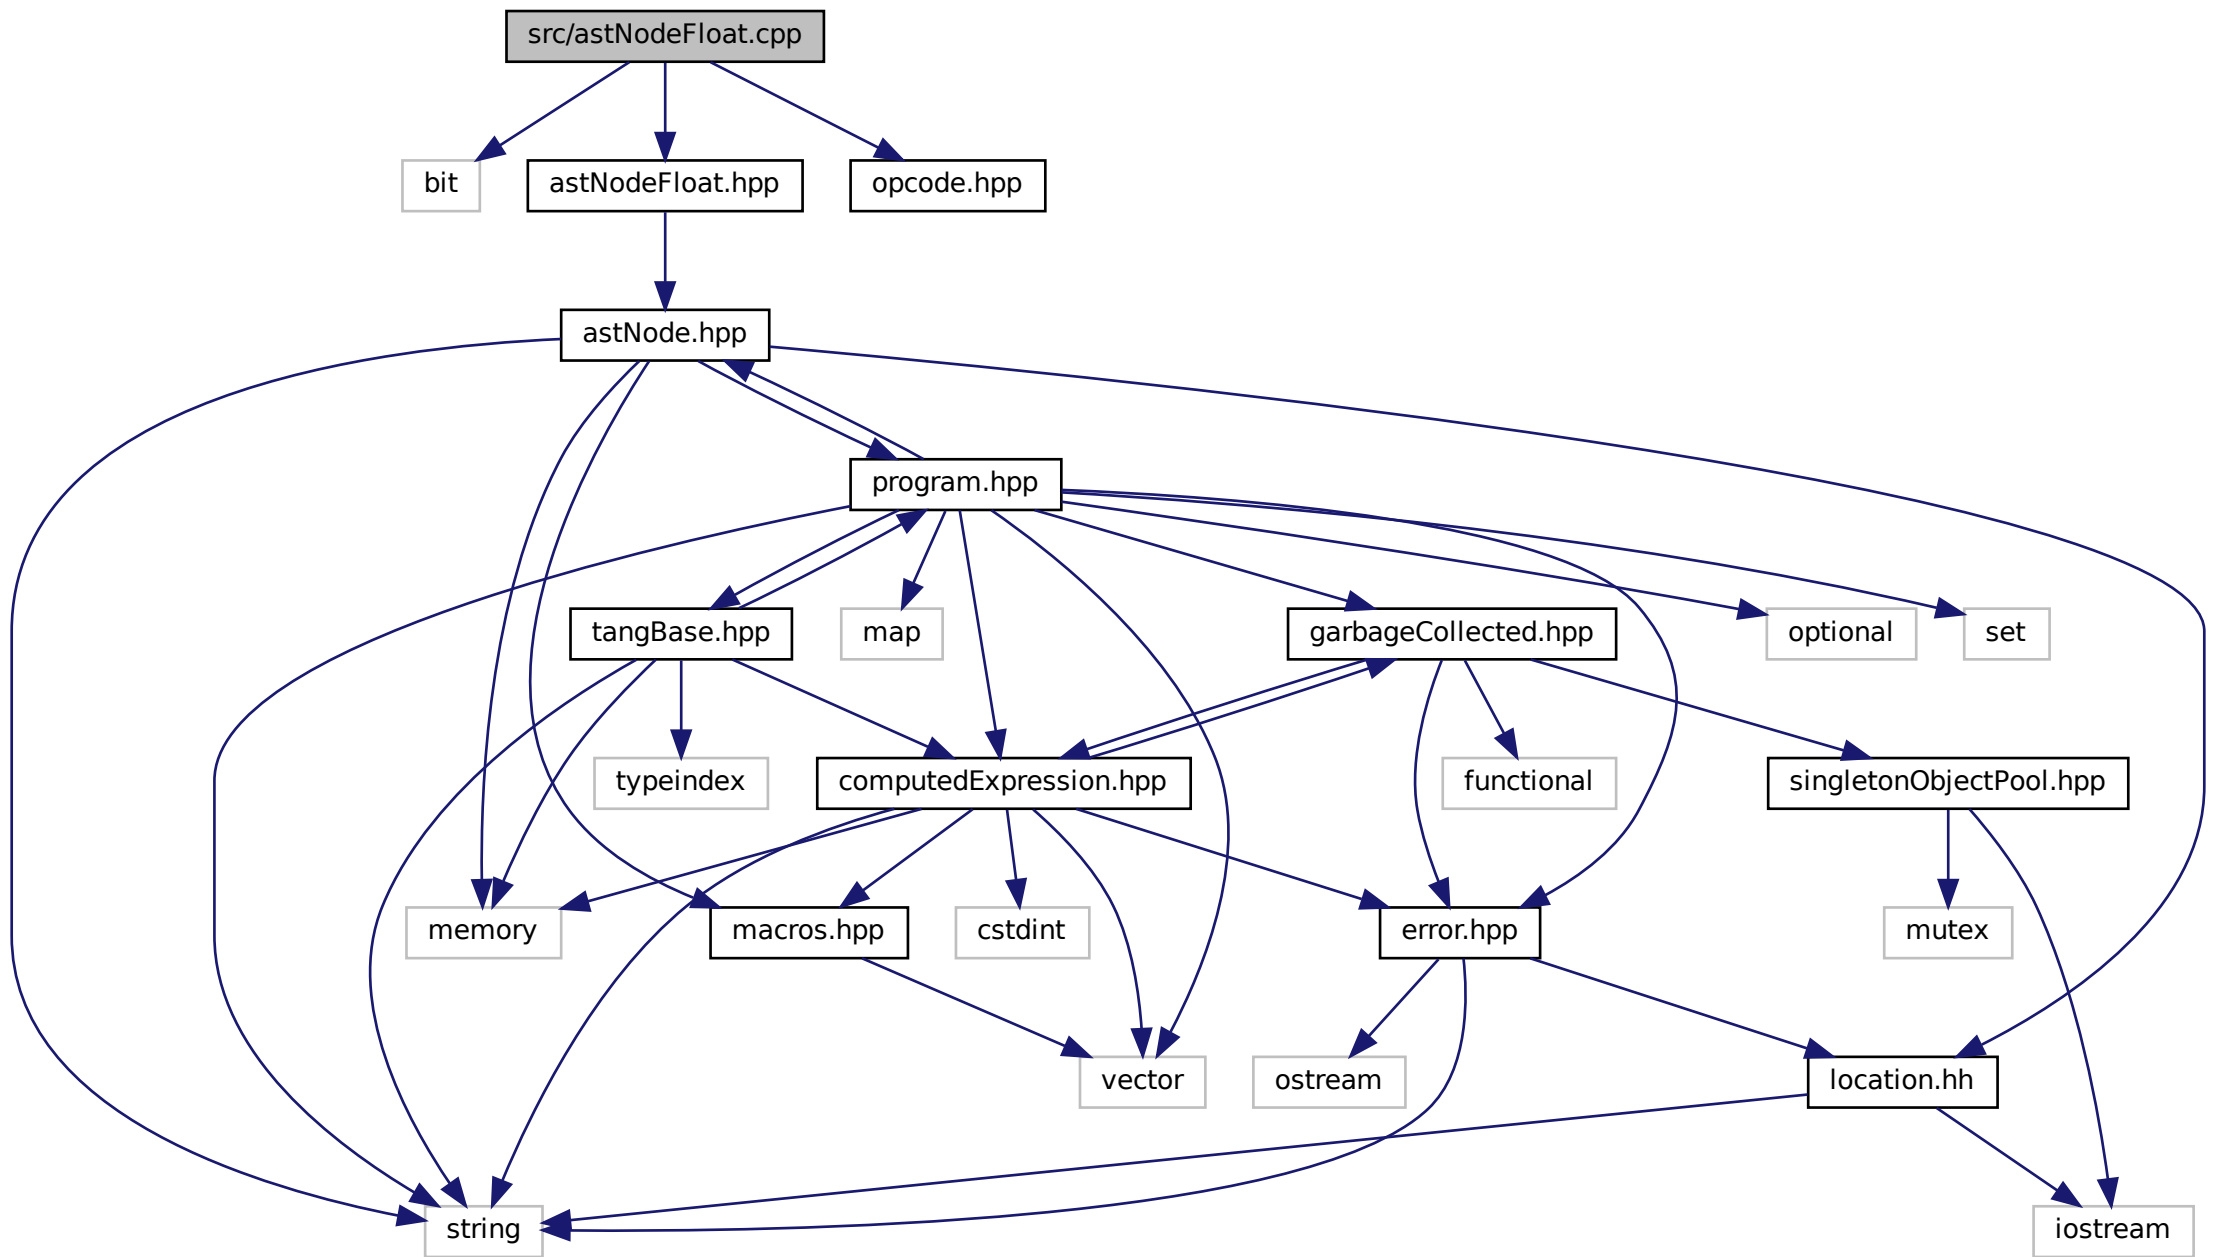 src/astNodeFloat.cpp
bit
astNodeFloat.hpp
opcode.hpp
astNode.hpp
program.hpp
tangBase.hpp
map
garbageCollected.hpp
optional
set
typeindex
computedExpression.hpp
functional
singletonObjectPool.hpp
memory
macros.hpp
cstdint
error.hpp
mutex
vector
ostream
location.hh
string
iostream